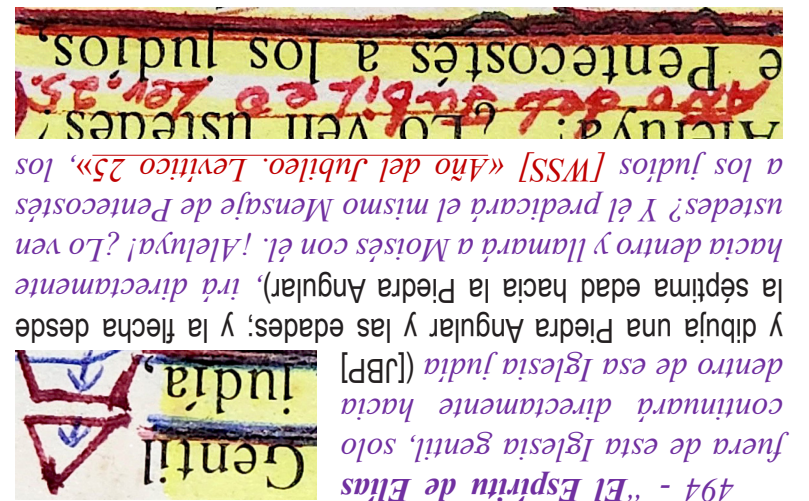 494 - “El Espíritu de Elías
fuera de esta Iglesia gentil, solo
continuará directamente hacia
dentro de esa Iglesia judía ([JBP]
Gentil
judía,
y dibuja una Piedra Angular y las edades; y la flecha desde
la séptima edad hacia la Piedra Angular), irá directamente
hacia dentro y llamará a Moisés con él. ¡Aleluya! ¿Lo ven
ustedes? Y él predicará el mismo Mensaje de Pentecostés
a los judíos [WSS] «Año del Jubileo. Levítico 25», los
Aleluya! ¿Lo ven ustedes?
Año del Jubileo Lev. 25.
e Pentecostés a los judíos,